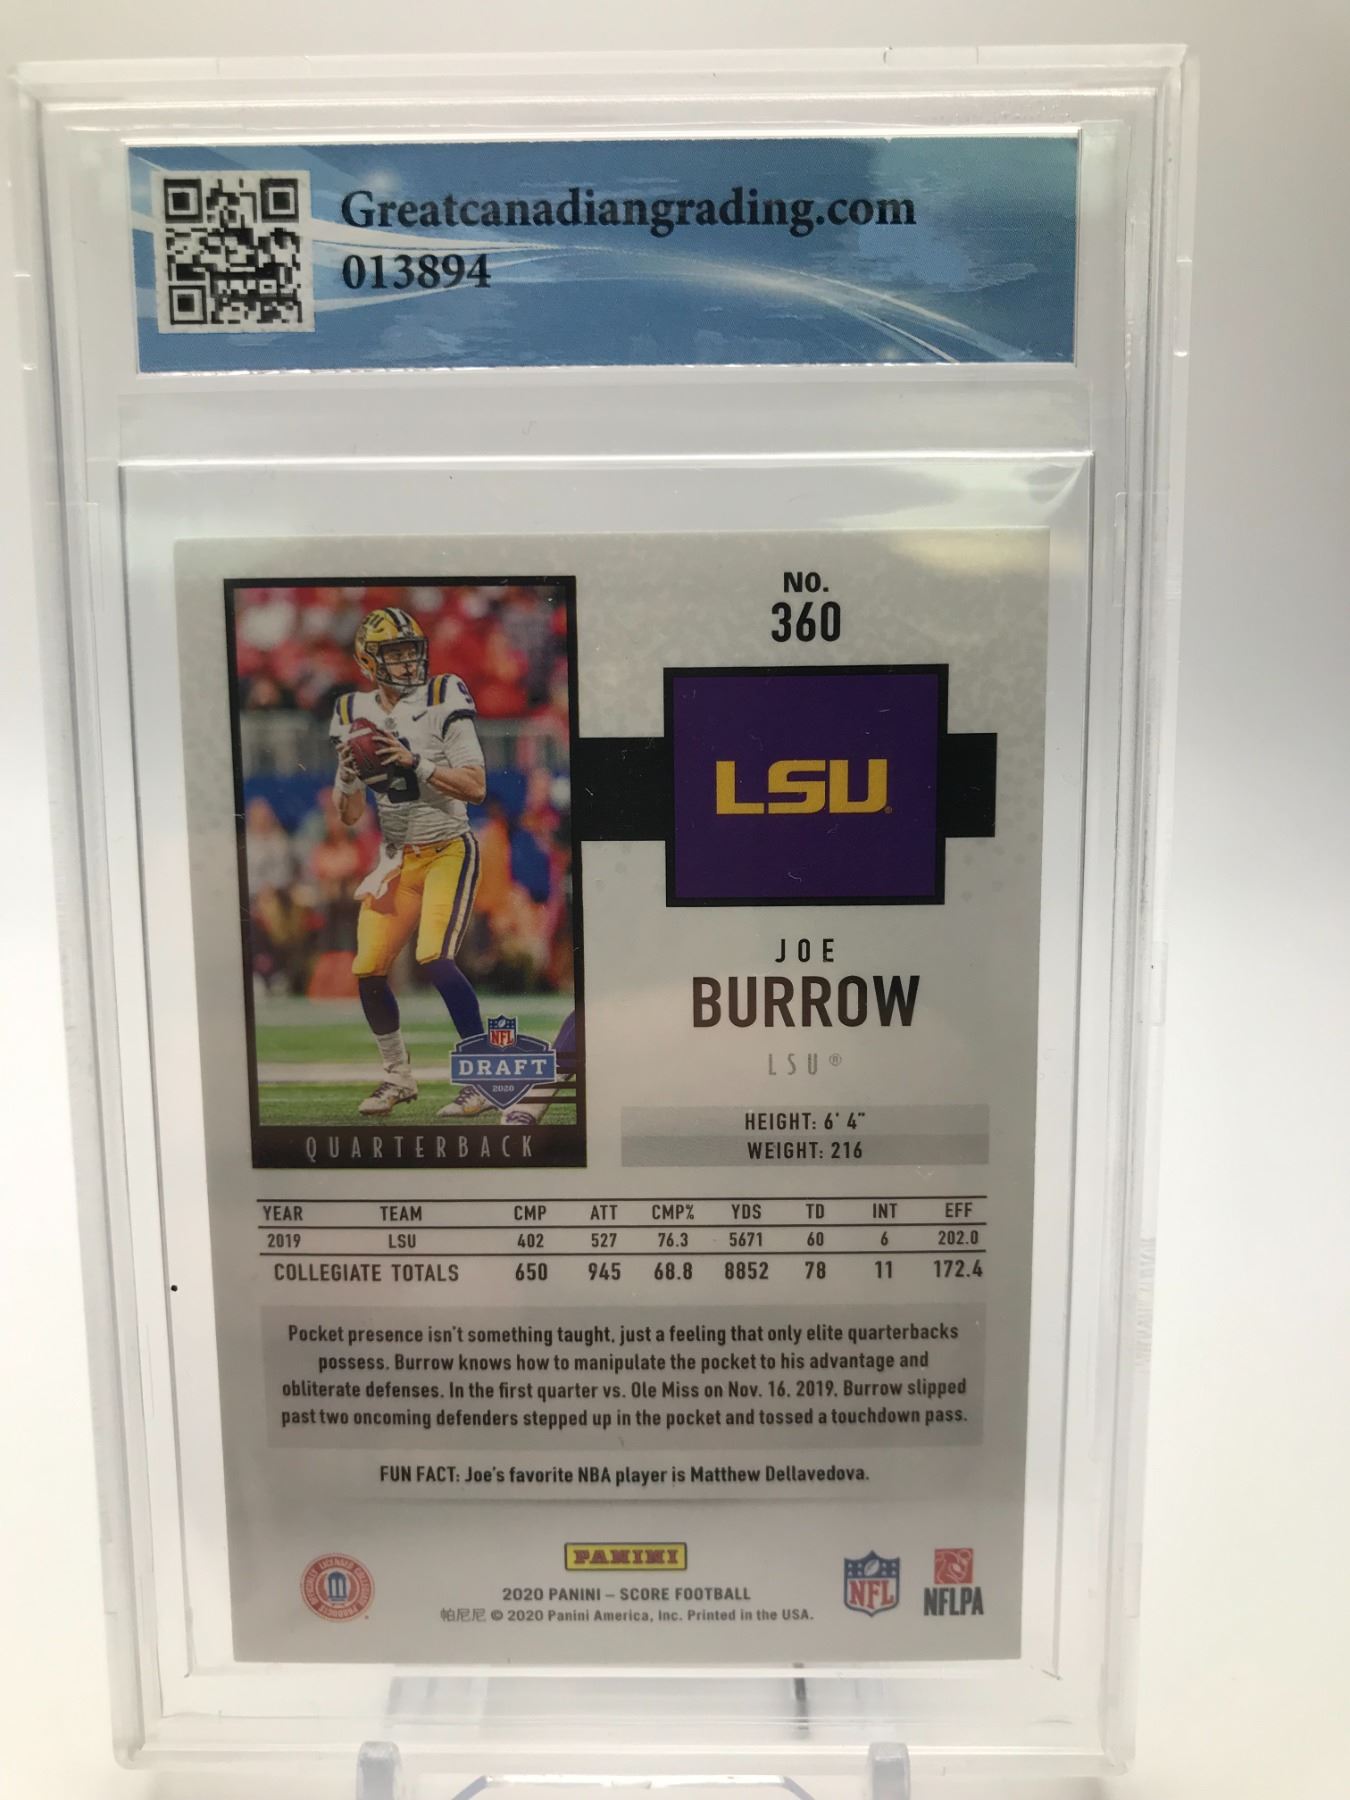 Greatcanadiangrading.com
013894
NO.
360
LSU
JOE
BURROW
LSU®
HEIGHT: 6' 4"
WEIGHT: 216
NFL
DRAFT
2020
QUARTERBACK
YEAR TEAM CMP ATT CMP% YDS TD INT EFF
2019 LSU 402 527 76.3 5671 60 6 202.0
COLLEGIATE TOTALS 650 945 68.8 8852 78 11 172.4
Pocket presence isn't something taught, just a feeling that only elite quarterbacks
possess. Burrow knows how to manipulate the pocket to his advantage and
obliterate defenses. In the first quarter vs. Ole Miss on Nov. 16, 2019, Burrow slipped
past two oncoming defenders stepped up in the pocket and tossed a touchdown pass.
FUN FACT: Joe's favorite NBA player is Matthew Dellavedova.
OFFICIALLY LICENSED COLLEGIATE PRODUCTS
PANINI
2020 PANINI – SCORE FOOTBALL
帕尼尼 © 2020 Panini America, Inc. Printed in the USA.
NFL
NFLPA